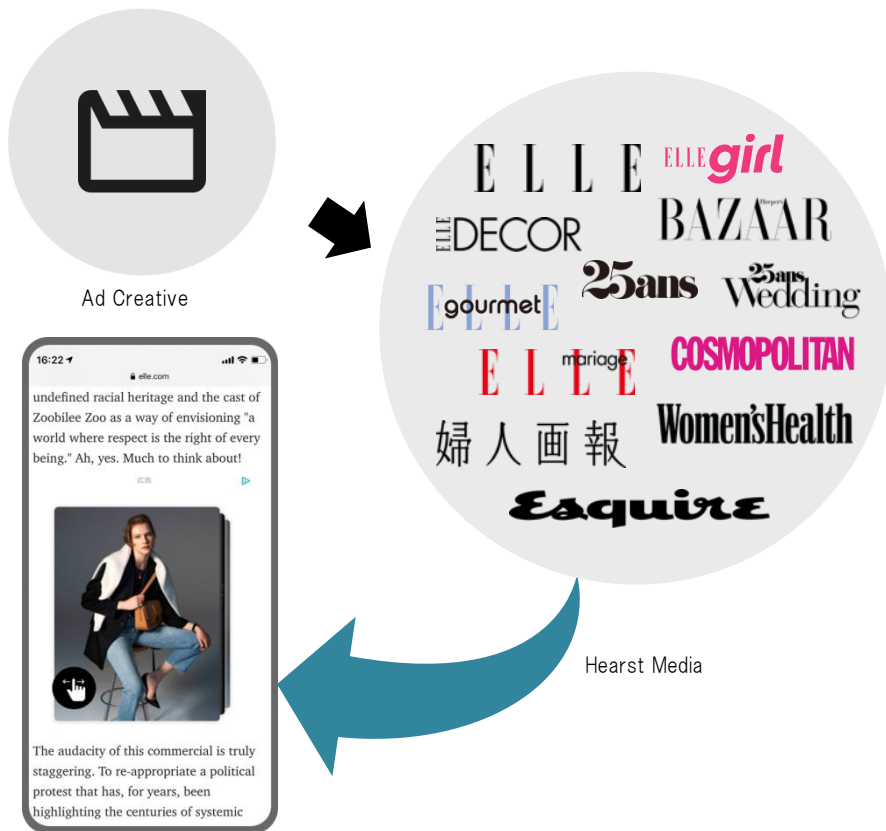 Ad Creative
ELLE
ELLE girl
ELLE DECOR
Harper's
BAZAAR
ELLE gourmet
25ans
25ans
Wedding
ELLE mariage
COSMOPOLITAN
婦人画報
Women'sHealth
Esquire
Hearst Media
16:22
elle.com
undefined racial heritage and the cast of
Zoobilee Zoo as a way of envisioning "a
world where respect is the right of every
being." Ah, yes. Much to think about!
広告
The audacity of this commercial is truly
staggering. To re-appropriate a political
protest that has, for years, been
highlighting the centuries of systemic